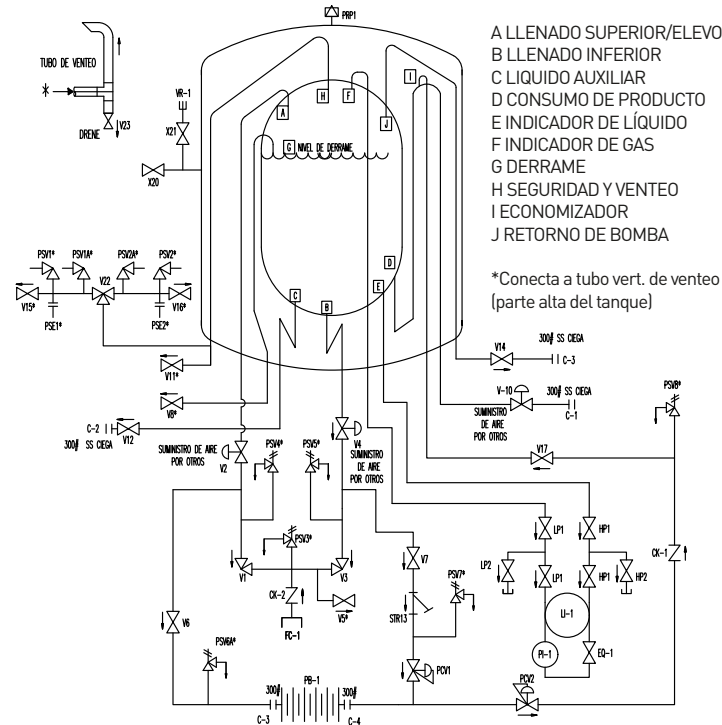 PRP1
TUBO DE VENTEO
V23
DRENE
VR-1
X21
X20
A LLENADO SUPERIOR/ELEVO
B LLENADO INFERIOR
C LIQUIDO AUXILIAR
D CONSUMO DE PRODUCTO
E INDICADOR DE LÍQUIDO
F INDICADOR DE GAS
G DERRAME
H SEGURIDAD Y VENTEO
I ECONOMIZADOR
J RETORNO DE BOMBA
*Conecta a tubo vert. de venteo
(parte alta del tanque)
H
F
I
A
J
G NIVEL DE DERRAME
D
E
C
B
PSV1*
PSV1A*
PSV2A*
PSV2*
V22
V15*
V16*
PSE1*
PSE2*
V11*
V8*
C-2
V12
300# SS CIEGA
V14
300# SS CIEGA
C-3
V-10
300# SS CIEGA
C-1
SUMINISTRO
DE AIRE
POR OTROS
PSV8*
SUMINISTRO DE AIRE
POR OTROS
V2
PSV4*
PSV5*
V4
SUMINISTRO
DE AIRE
POR OTROS
V17
V1
PSV3*
V3
CK-2
V5*
FC-1
V7
STR13
PSV7*
PCV1
LP1
HP1
LP2
LP1
HP1
HP2
LI-1
PI-1
EQ-1
CK-1
PCV2
V6
PSV6A*
300#
PB-1
300#
C-3
C-4